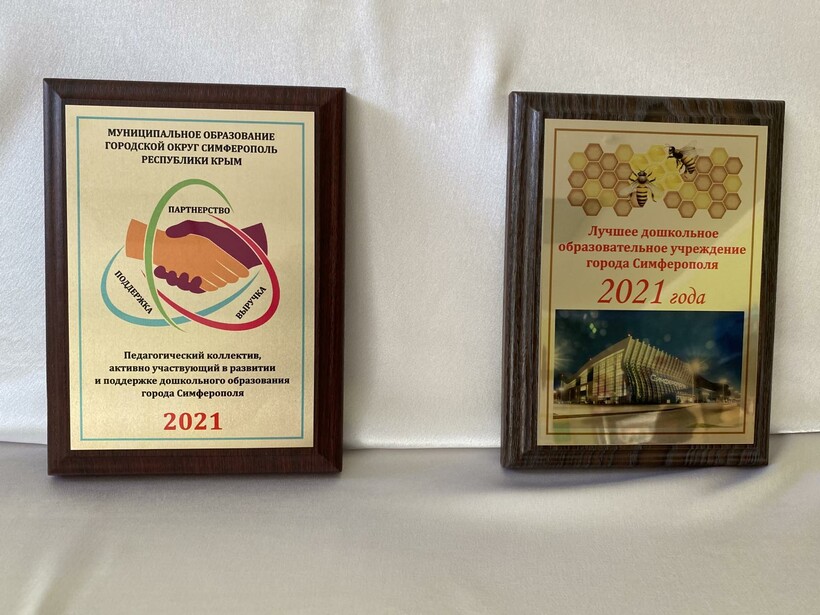 МУНИЦИПАЛЬНОЕ ОБРАЗОВАНИЕ
ГОРОДСКОЙ ОКРУГ СИМФЕРОПОЛЬ
РЕСПУБЛИКИ КРЫМ
ПАРТНЕРСТВО
ПОДДЕРЖКА
ВЫРУЧКА
Педагогический коллектив,
активно участвующий в развитии
и поддержке дошкольного образования
города Симферополя
2021
Лучшее дошкольное
образовательное учреждение
города Симферополя
2021 года